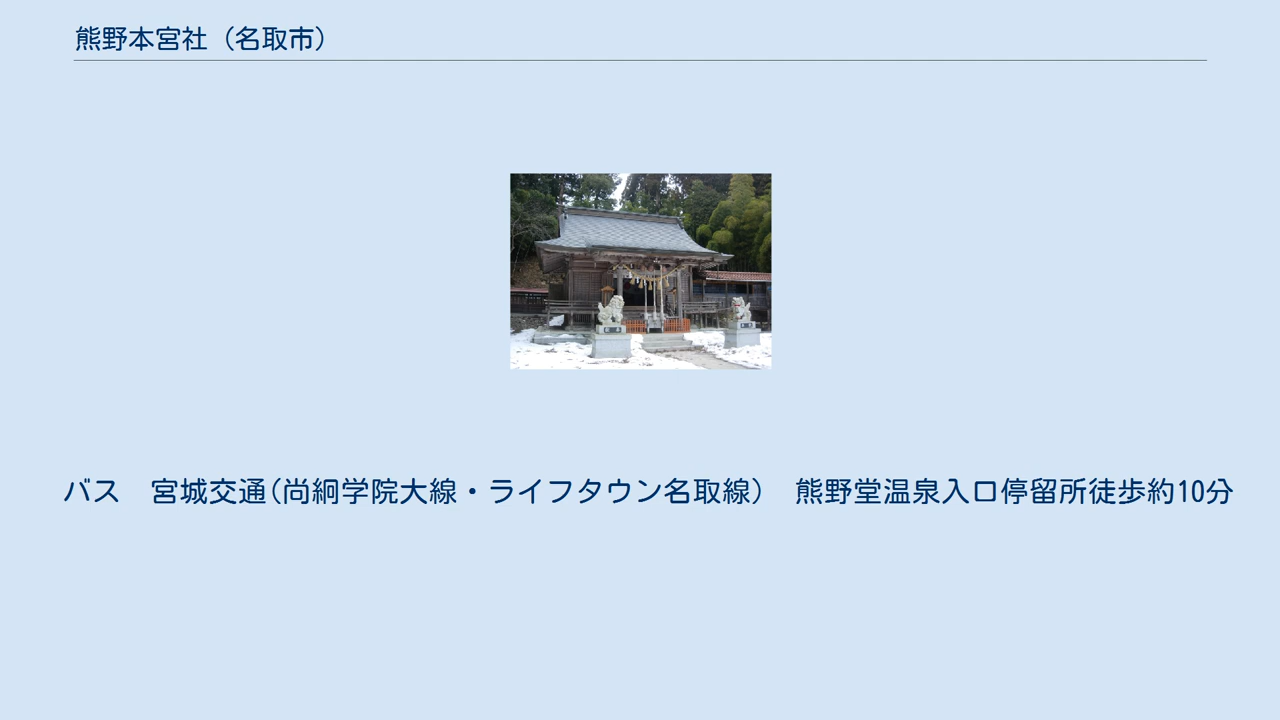 熊野本宮社（名取市）
バス　宮城交通(尚絅学院大線・ライフタウン名取線)　熊野堂温泉入口停留所徒歩約10分